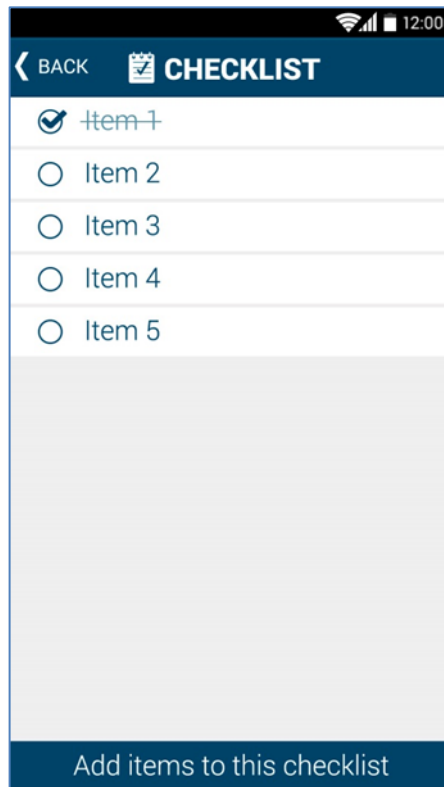 12:00
BACK CHECKLIST
Item 1
Item 2
Item 3
Item 4
Item 5
Add items to this checklist